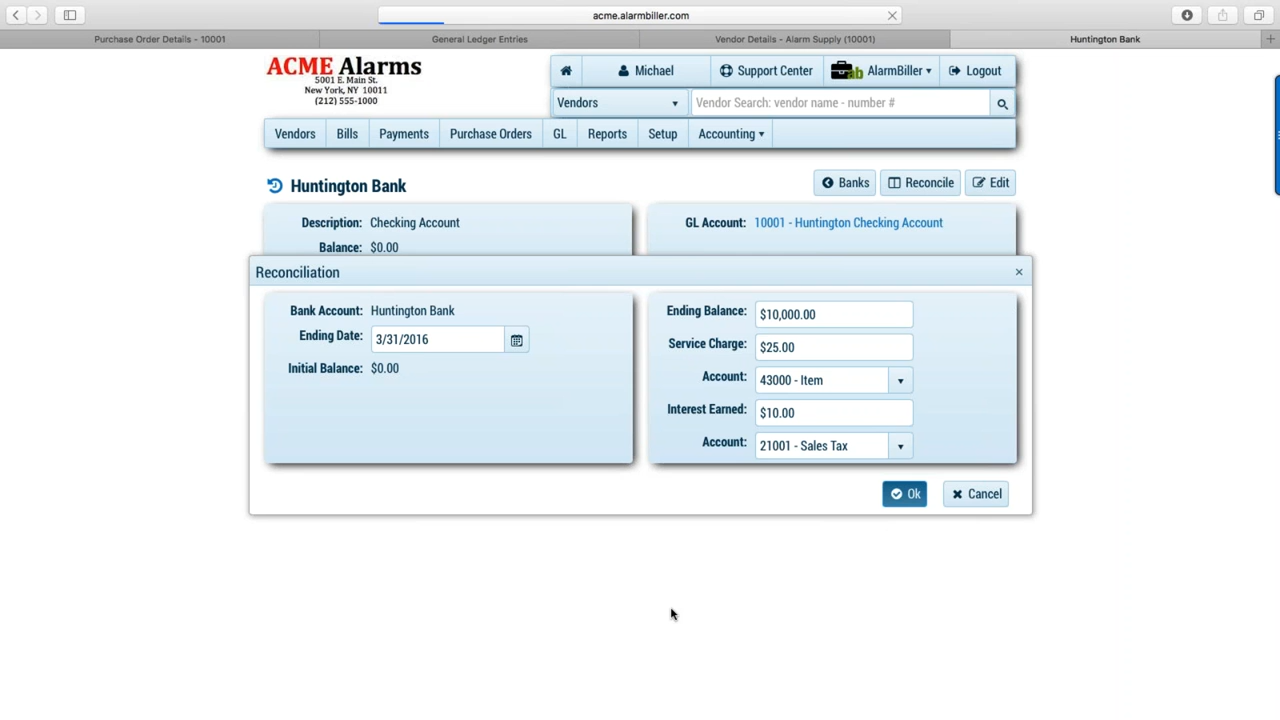 acme.alarmbiller.com
Purchase Order Details - 10001
General Ledger Entries
Vendor Details - Alarm Supply (10001)
Huntington Bank
ACME Alarms
5001 E. Main St.
New York, NY 10011
(212) 555-1000
Michael
Support Center
ab AlarmBiller
Logout
Vendors
Vendor Search: vendor name - number #
Vendors
Bills
Payments
Purchase Orders
GL
Reports
Setup
Accounting
Huntington Bank
Banks
Reconcile
Edit
Description: Checking Account
Balance: $0.00
GL Account: 10001 - Huntington Checking Account
Reconciliation
Bank Account: Huntington Bank
Ending Date: 3/31/2016
Initial Balance: $0.00
Ending Balance: $10,000.00
Service Charge: $25.00
Account: 43000 - Item
Interest Earned: $10.00
Account: 21001 - Sales Tax
Ok
Cancel